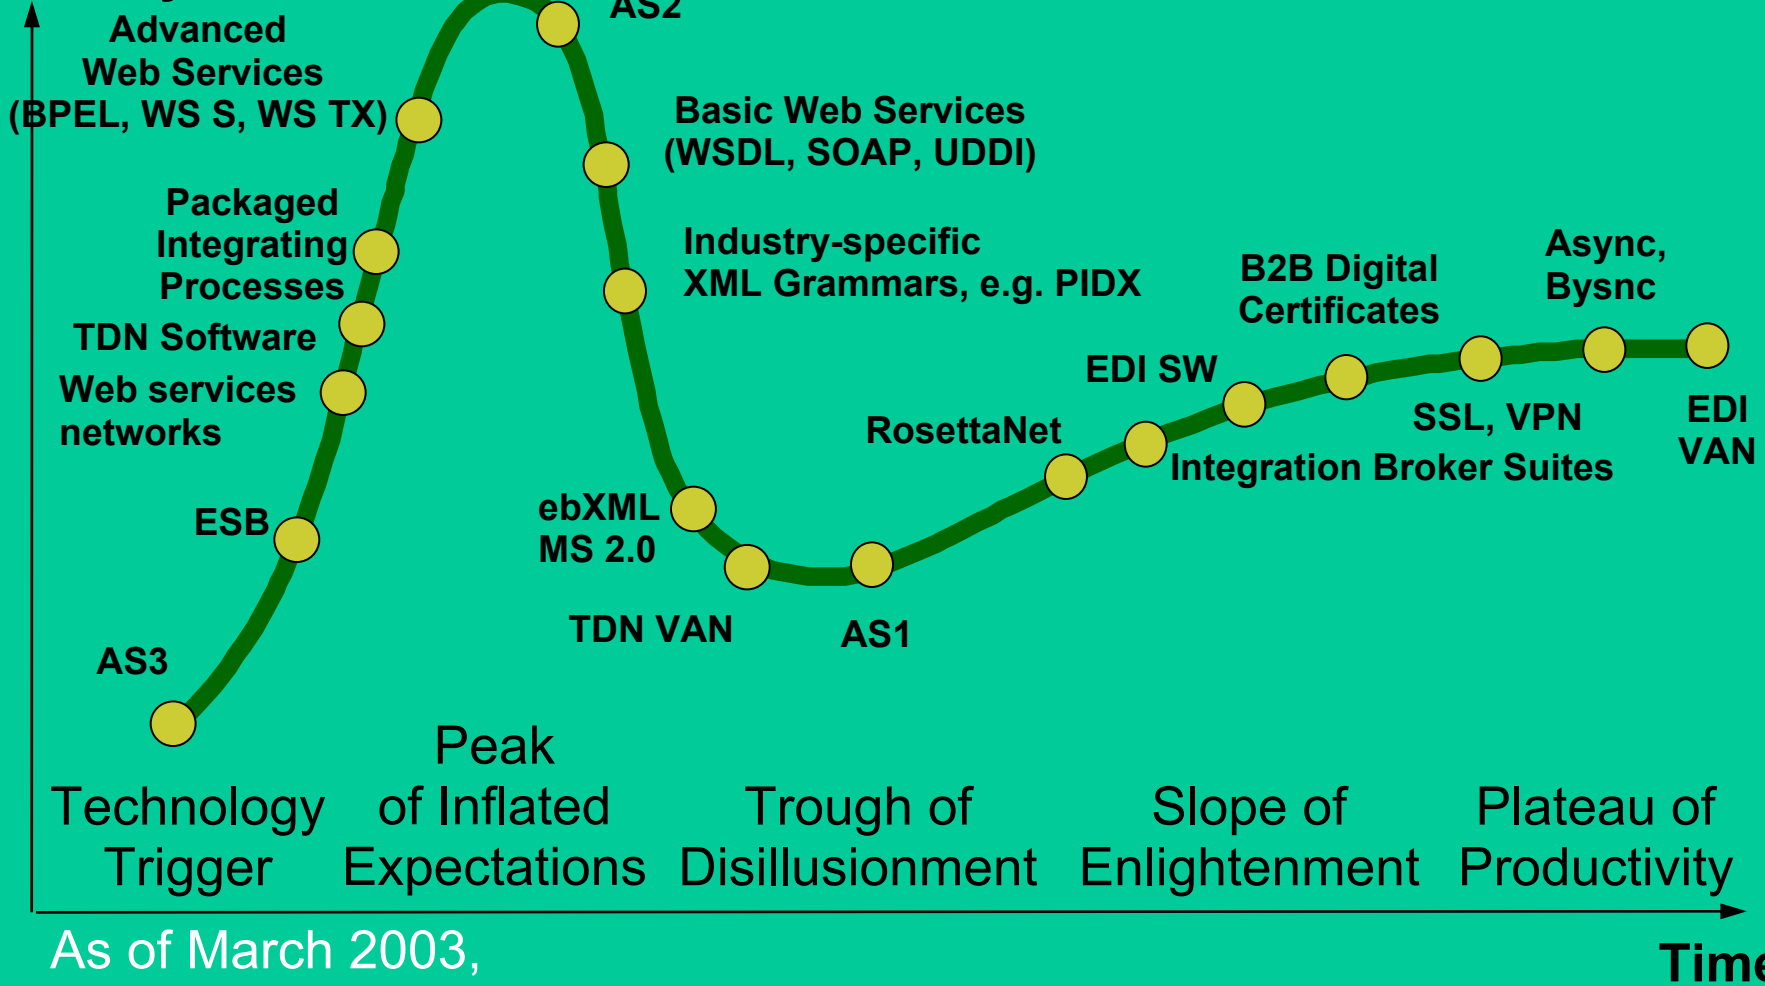 AS2
Advanced
Web Services
(BPEL, WS S, WS TX)
Basic Web Services
(WSDL, SOAP, UDDI)
Packaged
Integrating
Processes
Industry-specific
XML Grammars, e.g. PIDX
Async,
Bysnc
B2B Digital
Certificates
TDN Software
EDI SW
Web services
networks
RosettaNet
SSL, VPN
EDI
VAN
Integration Broker Suites
ESB
ebXML
MS 2.0
TDN VAN
AS1
AS3
Technology
Trigger
Peak
of Inflated
Expectations
Trough of
Disillusionment
Slope of
Enlightenment
Plateau of
Productivity
As of March 2003,
Time